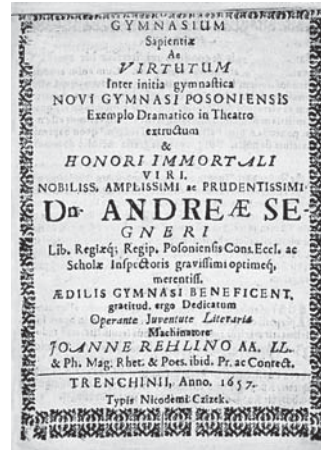 GYMNASIUM
Sapientiæ
Ac
VIRTUTUM
Inter initia gymnastica
NOVI GYMNASI POSONIENSIS
Exemplo Dramatico in Theatro
extructum
&
HONORI IMMORTALI
VIRI.
NOBILISS. AMPLISSIMI ac PRUDENTISSIMI
Dn. ANDREÆ SE-
GNERI
Lib. Regiæq; Regip. Posoniensis Cons. Eccl. ac
Scholæ Inspectoris gravissimi optimeq,
merentiss.
ÆDILIS GYMNASI BENEFICENT,
gratitud. ergo Dedicatum
Operante Juventute Literaria
Machinatore
JOANNE REHLINO AA. LL.
& Ph. Mag. Rhet. & Poes. ibid. Pr. ac Conrect.
TRENCHINII, Anno. 1657.
Typis Nicodemi Czizek.